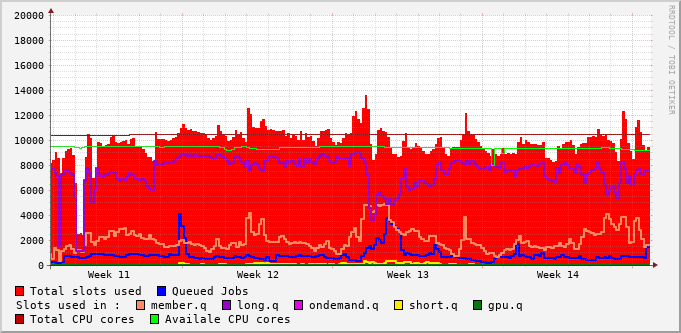 20000
18000
16000
14000
12000
10000
8000
6000
4000
2000
0
Week 11 Week 12 Week 13 Week 14
Total slots used Queued Jobs
Slots used in : member.q long.q ondemand.q short.q gpu.q
Total CPU cores Availale CPU cores
RRDTOOL / TOBI OETIKER